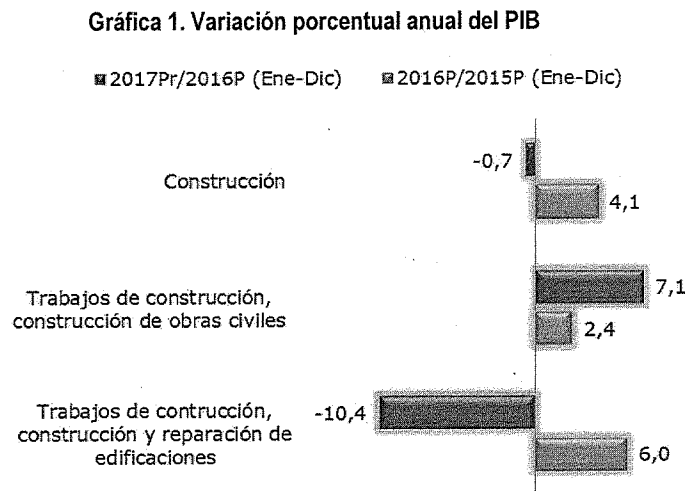 Gráfica 1. Variación porcentual anual del PIB
2017Pr/2016P (Ene-Dic) 2016P/2015P (Ene-Dic)
Construcción
-0,7
4,1
Trabajos de construcción,
construcción de obras civiles
7,1
2,4
Trabajos de contrucción,
construcción y reparación de
edificaciones
-10,4
6,0